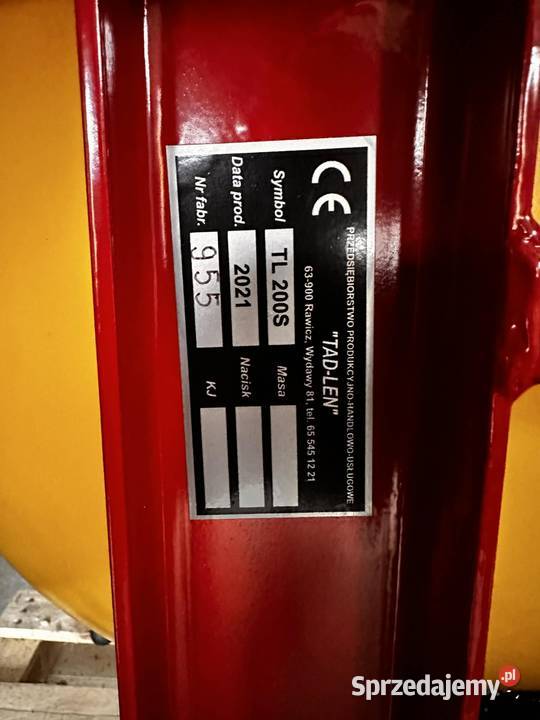 CE
PRZEDSIĘBIORSTWO PRODUKCYJNO-HANDLOWO-USŁUGOWE
"TAD-LEN"
63-900 Rawicz, Wydawy 81, tel. 65 545 12 21
Symbol TL 200S Masa
Data prod. 2021 Nacisk
Nr fabr. 955 KJ
Sprzedajemy.pl